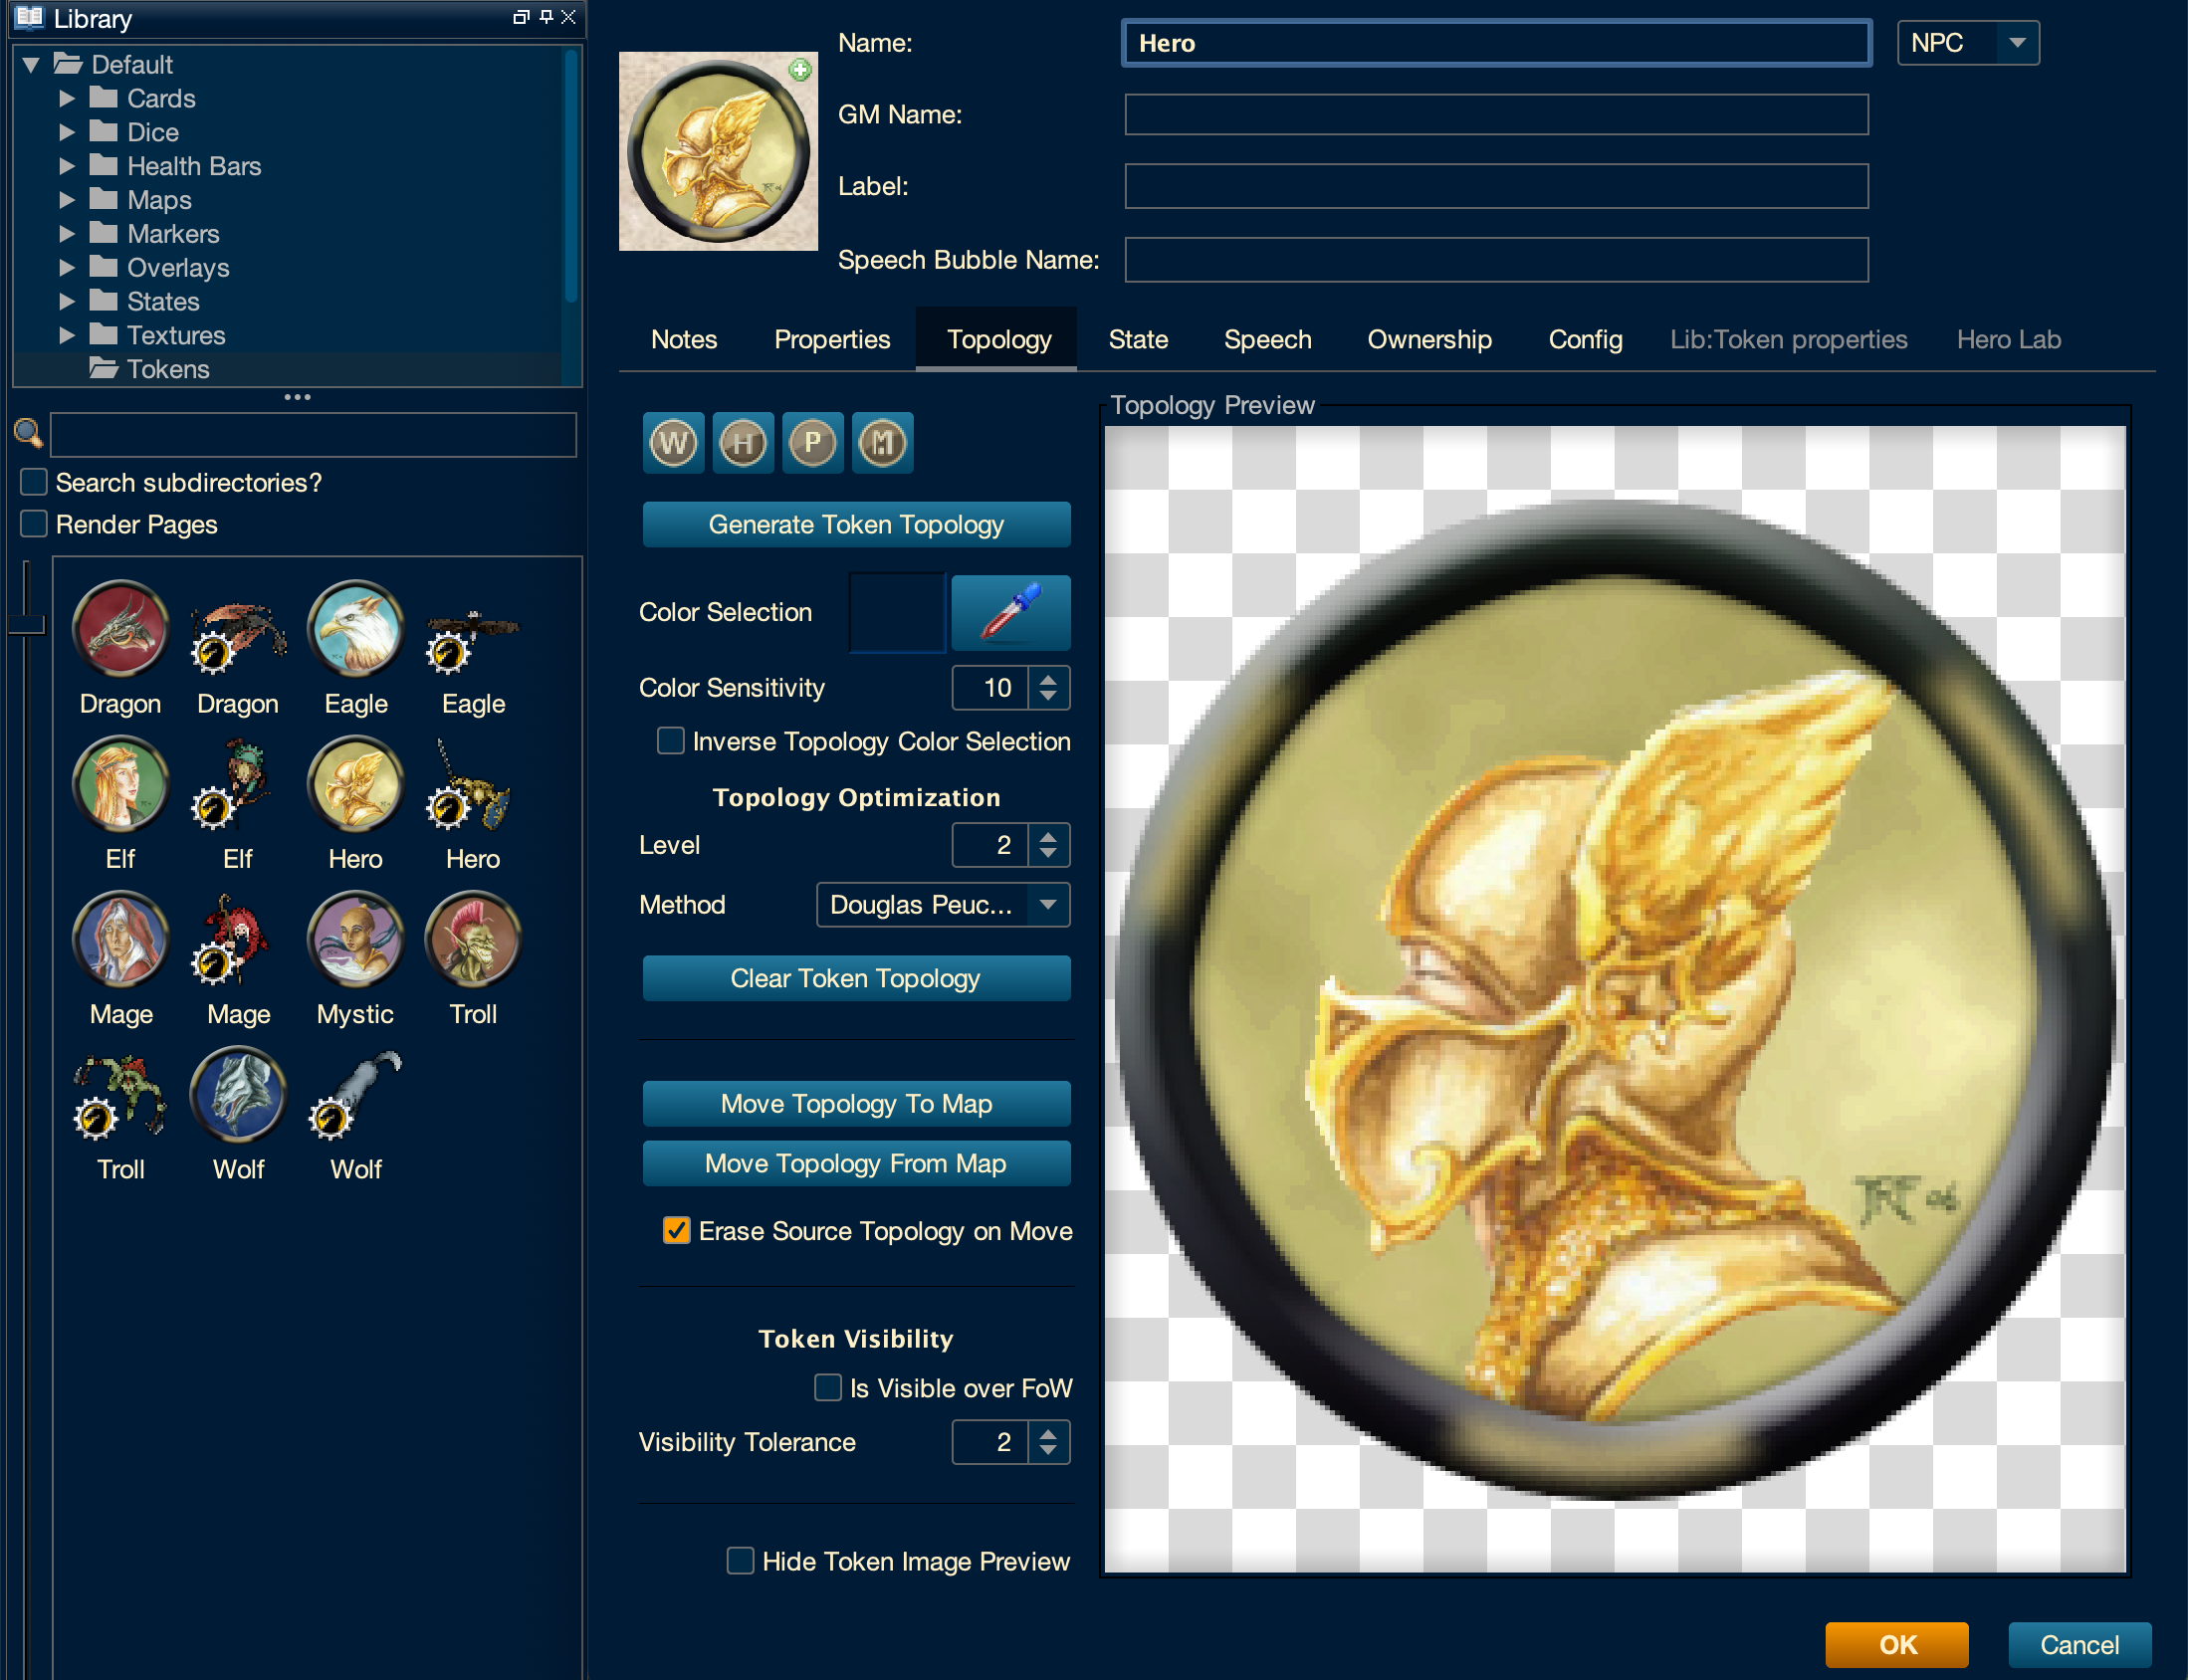 Library
Default
Cards
Dice
Health Bars
Maps
Markers
Overlays
States
Textures
Tokens
Search subdirectories?
Render Pages
Dragon Dragon Eagle Eagle
Elf Elf Hero Hero
Mage Mage Mystic Troll
Troll Wolf Wolf
Name: Hero NPC
GM Name:
Label:
Speech Bubble Name:
Notes Properties Topology State Speech Ownership Config Lib:Token properties Hero Lab
W H P M
Generate Token Topology
Color Selection
Color Sensitivity 10
Inverse Topology Color Selection
Topology Optimization
Level 2
Method Douglas Peuc...
Clear Token Topology
Move Topology To Map
Move Topology From Map
Erase Source Topology on Move
Token Visibility
Is Visible over FoW
Visibility Tolerance 2
Hide Token Image Preview
Topology Preview
OK Cancel